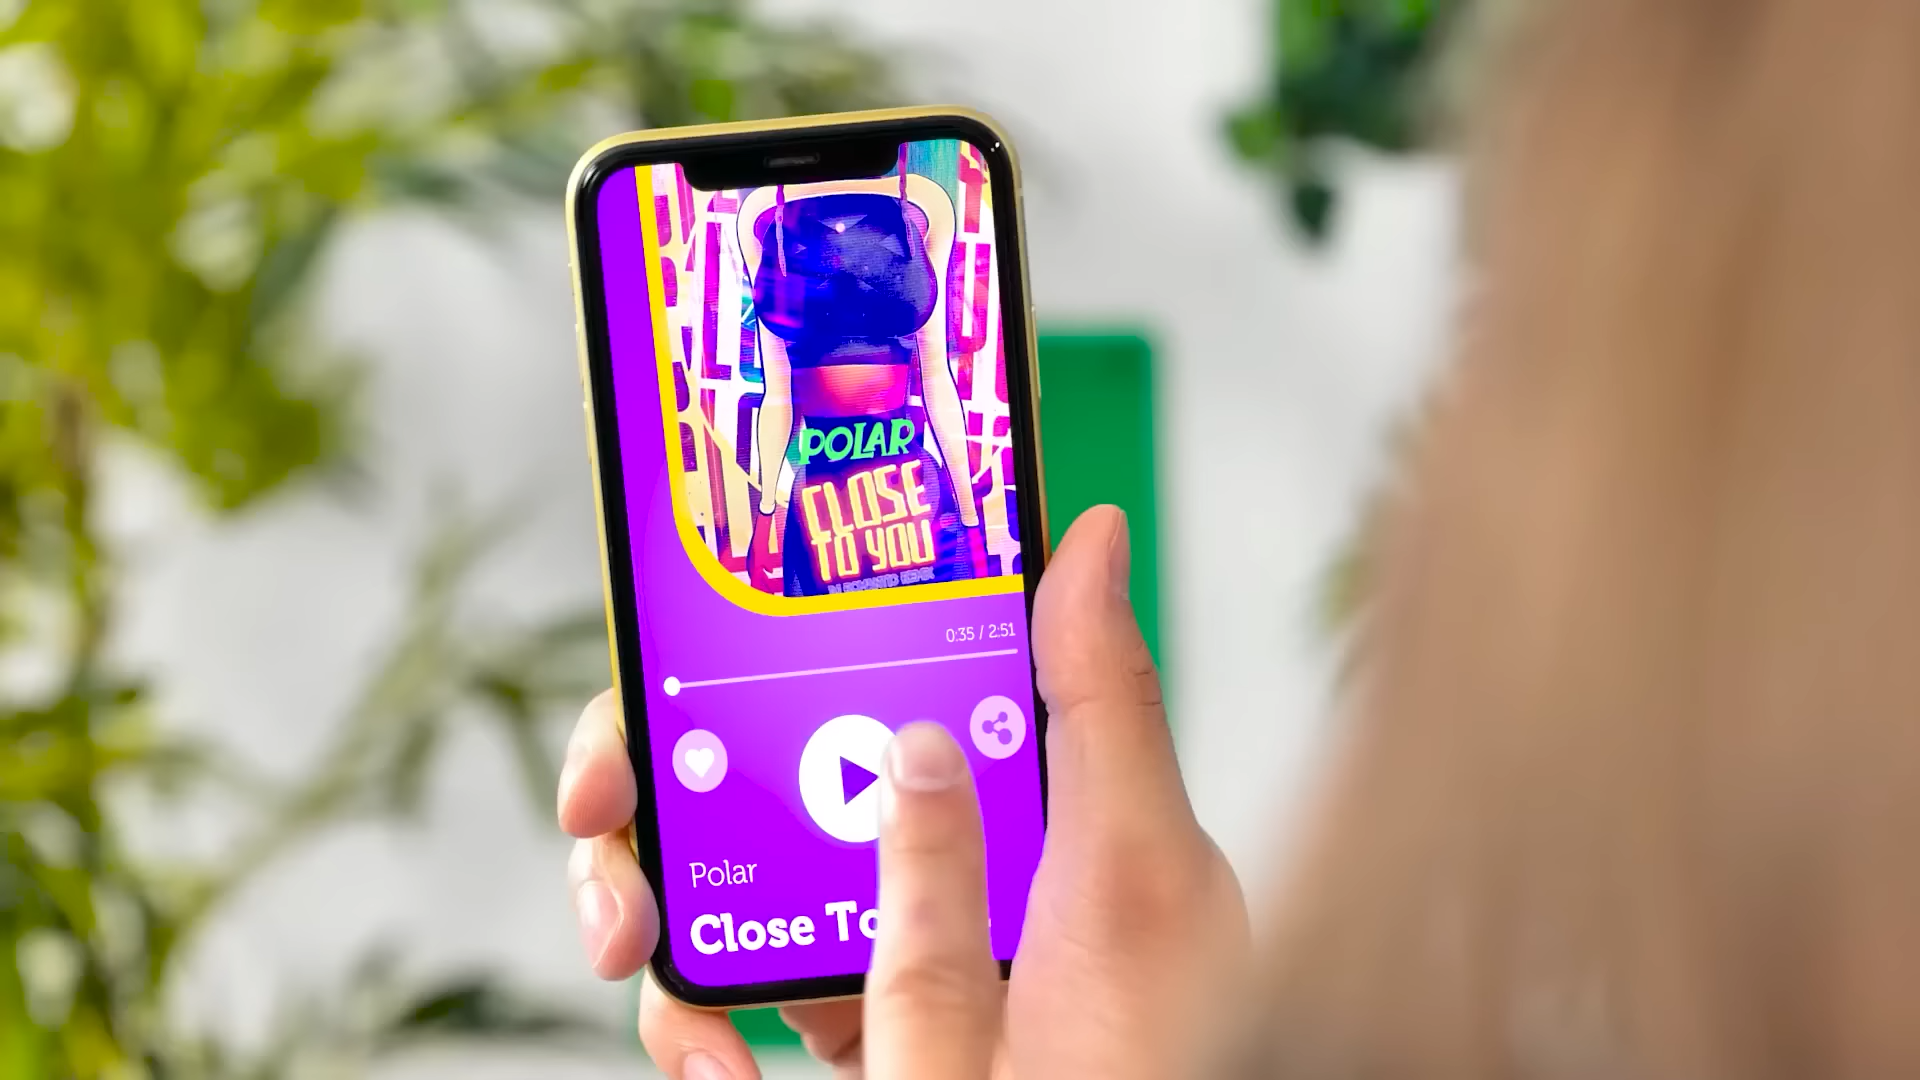 POLAR
CLOSE
TO YOU
0:35 / 2:51
Polar
Close To